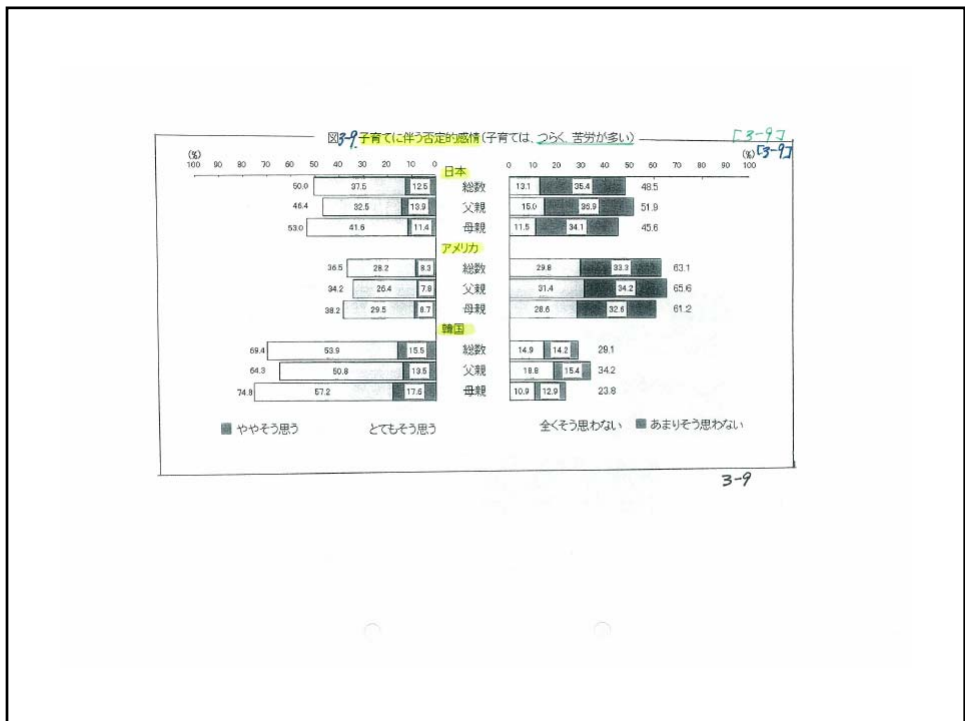 図3-9.子育てに伴う否定的感情(子育ては、つらく、苦労が多い)
[3-9]
(%) (%) [3-9]
100 90 80 70 60 50 40 30 20 10 0 0 10 20 30 40 50 60 70 80 90 100
日本
50.0 37.5 12.5 総数 13.1 35.4 48.5
46.4 32.5 13.9 父親 15.0 36.9 51.9
53.0 41.6 11.4 母親 11.5 34.1 45.6
アメリカ
36.5 28.2 8.3 総数 29.8 33.3 63.1
34.2 26.4 7.8 父親 31.4 34.2 65.6
38.2 29.5 8.7 母親 28.6 32.6 61.2
韓国
69.4 53.9 15.5 総数 14.9 14.2 29.1
64.3 50.8 13.5 父親 18.8 15.4 34.2
74.8 57.2 17.6 母親 10.9 12.9 23.8
ややそう思う とてもそう思う 全くそう思わない あまりそう思わない
3-9